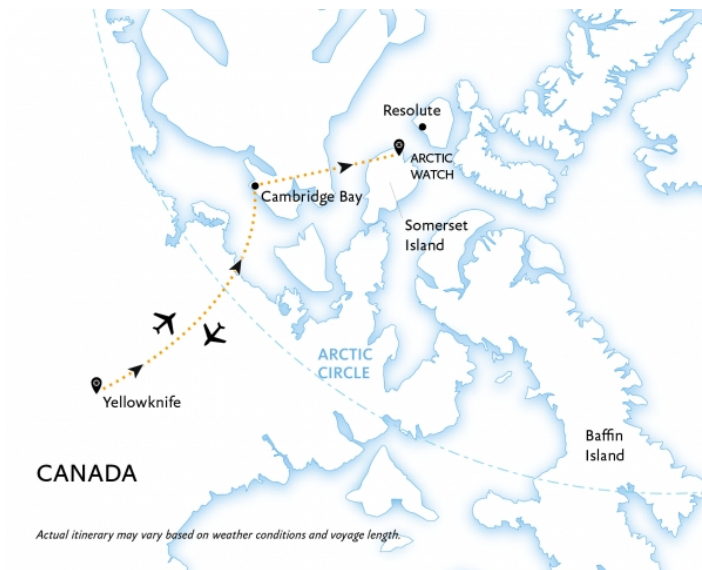 Resolute
ARCTIC
WATCH
Cambridge Bay
Somerset
Island
ARCTIC
CIRCLE
Yellowknife
Baffin
Island
CANADA
Actual itinerary may vary based on weather conditions and voyage length.